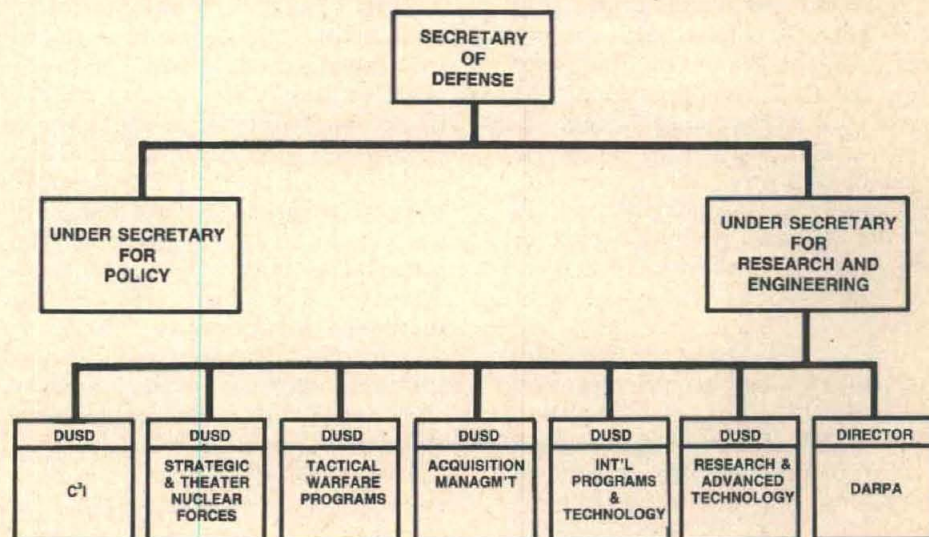 SECRETARY
OF
DEFENSE
UNDER SECRETARY
FOR
POLICY
UNDER SECRETARY
FOR
RESEARCH AND
ENGINEERING
DUSD
C³I
DUSD
STRATEGIC
& THEATER
NUCLEAR
FORCES
DUSD
TACTICAL
WARFARE
PROGRAMS
DUSD
ACQUISITION
MANAGM'T
DUSD
INT'L
PROGRAMS
&
TECHNOLOGY
DUSD
RESEARCH &
ADVANCED
TECHNOLOGY
DIRECTOR
DARPA